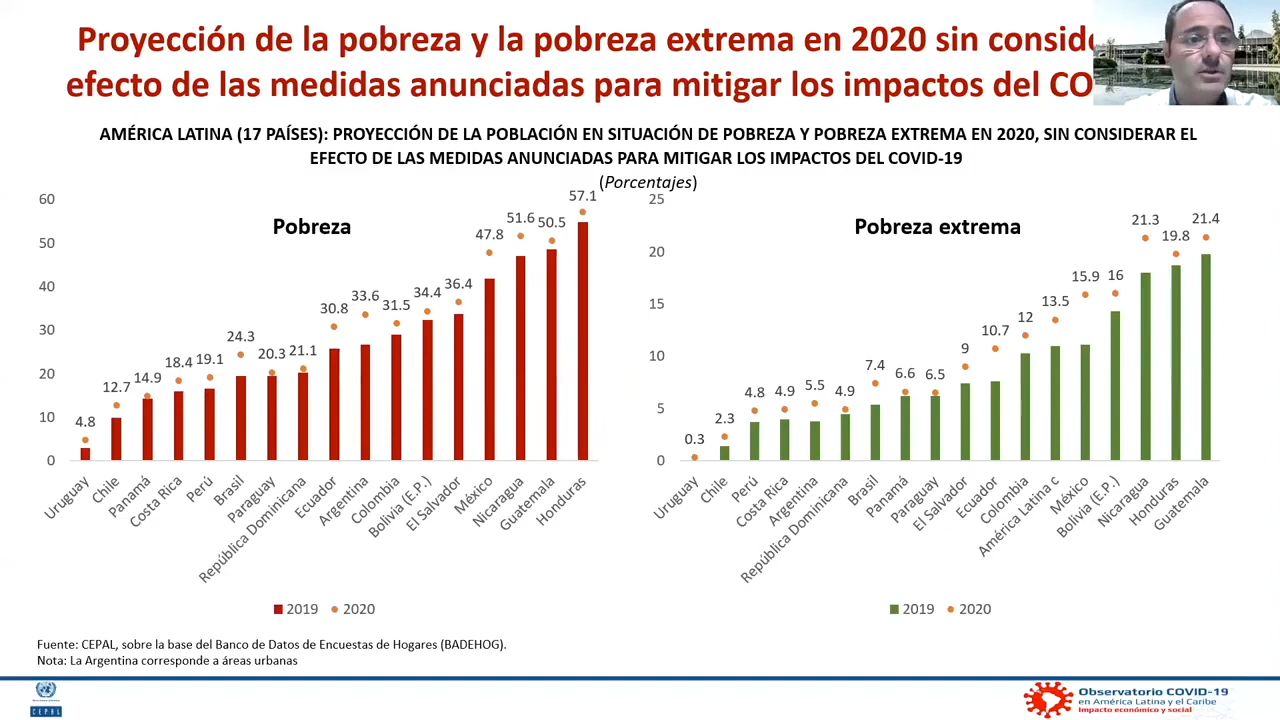 Proyección de la pobreza y la pobreza extrema en 2020 sin
efecto de las medidas anunciadas para mitigar los impactos del
AMÉRICA LATINA (17 PAÍSES): PROYECCIÓN DE LA POBLACIÓN EN SITUACIÓN DE POBREZA Y POBREZA EXTREMA EN 2020, SIN CONSIDERAR EL
EFECTO DE LAS MEDIDAS ANUNCIADAS PARA MITIGAR LOS IMPACTOS DEL COVID-19
(Porcentajes)
Pobreza
60
50
40
30
20
10
0
4.8
12.7
14.9
18.4
19.1
24.3
20.3
21.1
30.8
33.6
31.5
34.4
36.4
47.8
51.6
50.5
57.1
Uruguay
Chile
Panamá
Costa Rica
Perú
Brasil
Paraguay
República Dominicana
Ecuador
Argentina
Colombia
Bolivia (E.P.)
El Salvador
México
Nicaragua
Guatemala
Honduras
2019
2020
Pobreza extrema
25
20
15
10
5
0
0.3
2.3
4.8
4.9
5.5
4.9
7.4
6.6
6.5
9
10.7
12
13.5
15.9
16
21.3
19.8
21.4
Uruguay
Chile
Perú
Costa Rica
Argentina
República Dominicana
Brasil
Panamá
Paraguay
El Salvador
Ecuador
Colombia
América Latina c
México
Bolivia (E.P.)
Nicaragua
Honduras
Guatemala
2019
2020
Fuente: CEPAL, sobre la base del Banco de Datos de Encuestas de Hogares (BADEHOG).
Nota: La Argentina corresponde a áreas urbanas
CEPAL
Observatorio COVID-19
en América Latina y el Caribe
Impacto económico y social